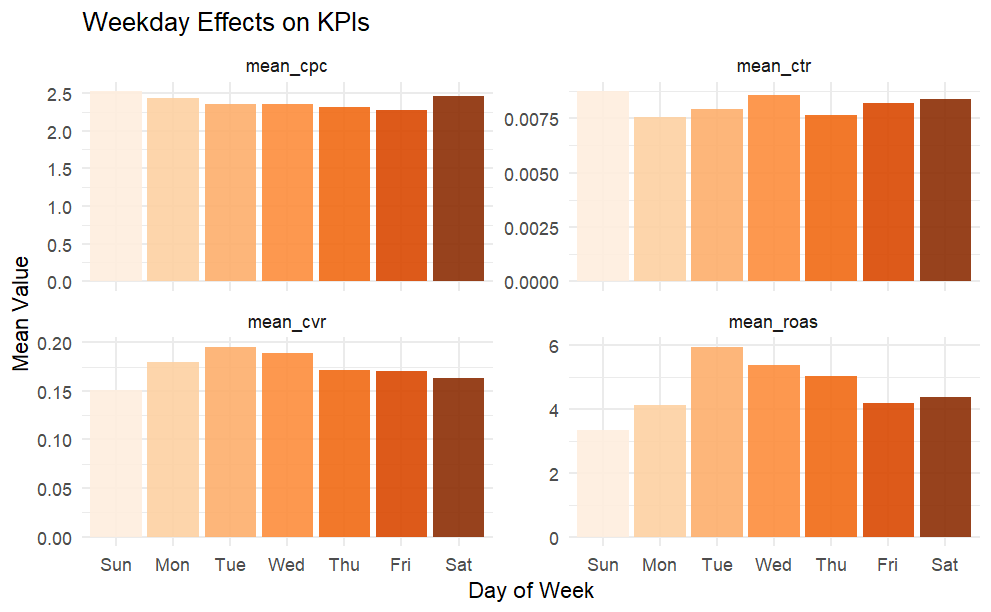 Weekday Effects on KPIs
mean_cpc
mean_ctr
2.5
2.0
1.5
1.0
0.5
0.0
0.0075
0.0050
0.0025
0.0000
Mean Value
mean_cvr
mean_roas
0.20
0.15
0.10
0.05
0.00
6
4
2
0
Sun Mon Tue Wed Thu Fri Sat
Sun Mon Tue Wed Thu Fri Sat
Day of Week